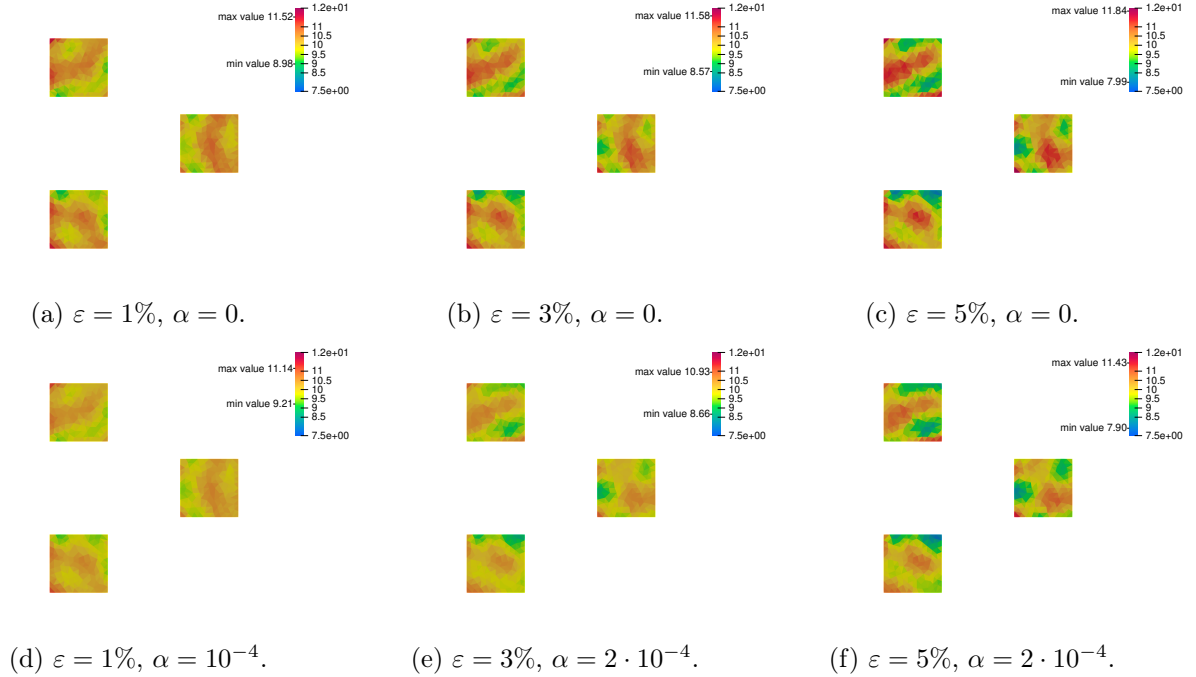 max value 11.52
1.2e+01
11
10.5
10
9.5
9
8.5
7.5e+00
min value 8.98
max value 11.58
1.2e+01
11
10.5
10
9.5
9
8.5
7.5e+00
min value 8.57
max value 11.84
1.2e+01
11
10.5
10
9.5
9
8.5
7.5e+00
min value 7.99
(a) ε = 1%, α = 0.
(b) ε = 3%, α = 0.
(c) ε = 5%, α = 0.
max value 11.14
1.2e+01
11
10.5
10
9.5
9
8.5
7.5e+00
min value 9.21
max value 10.93
1.2e+01
11
10.5
10
9.5
9
8.5
7.5e+00
min value 8.66
max value 11.43
1.2e+01
11
10.5
10
9.5
9
8.5
7.5e+00
min value 7.90
(d) ε = 1%, α = 10⁻⁴.
(e) ε = 3%, α = 2 · 10⁻⁴.
(f) ε = 5%, α = 2 · 10⁻⁴.